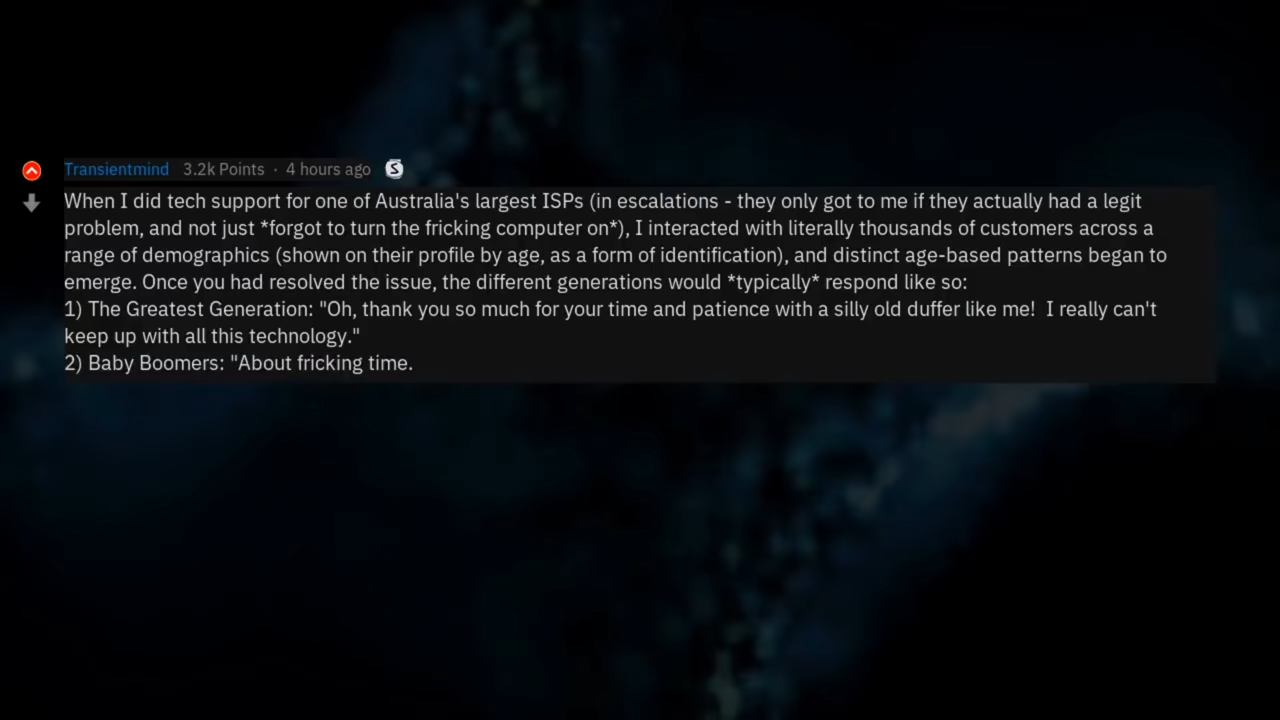 Transientmind 3.2k Points · 4 hours ago S
When I did tech support for one of Australia's largest ISPs (in escalations - they only got to me if they actually had a legit
problem, and not just *forgot to turn the fricking computer on*), I interacted with literally thousands of customers across a
range of demographics (shown on their profile by age, as a form of identification), and distinct age-based patterns began to
emerge. Once you had resolved the issue, the different generations would *typically* respond like so:
1) The Greatest Generation: "Oh, thank you so much for your time and patience with a silly old duffer like me!  I really can't
keep up with all this technology."
2) Baby Boomers: "About fricking time.